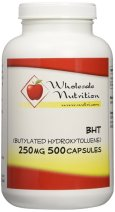 Wholesale
Nutrition
BHT
(BUTYLATED HYDROXYTOLUENE)
250MG 500 CAPSULES